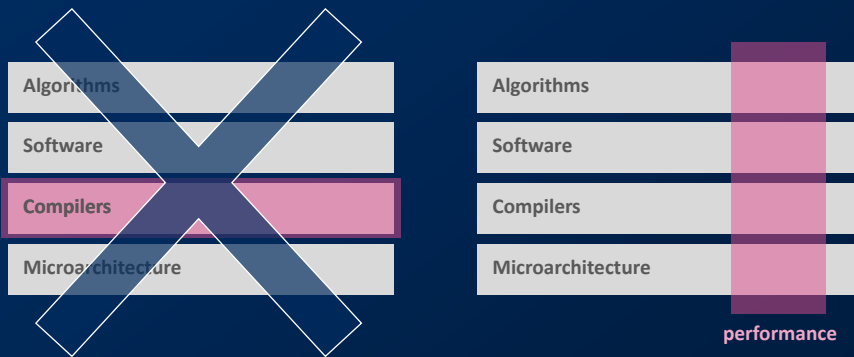 Algorithms
Software
Compilers
Microarchitecture
Algorithms
Software
Compilers
Microarchitecture
performance